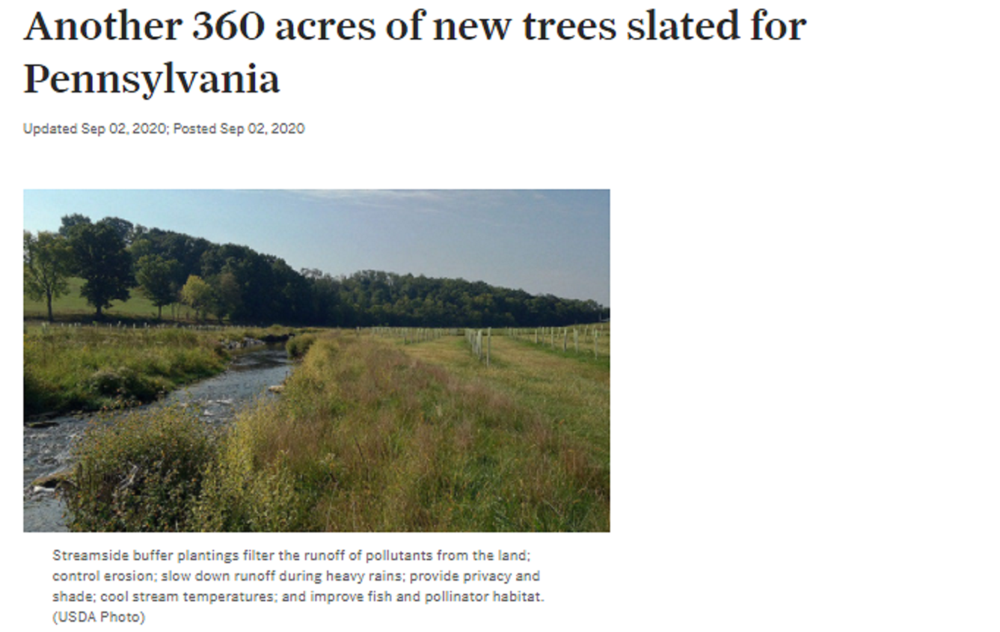 Another 360 acres of new trees slated for
Pennsylvania
Updated Sep 02, 2020; Posted Sep 02, 2020
Streamside buffer plantings filter the runoff of pollutants from the land;
control erosion; slow down runoff during heavy rains; provide privacy and
shade; cool stream temperatures; and improve fish and pollinator habitat.
(USDA Photo)